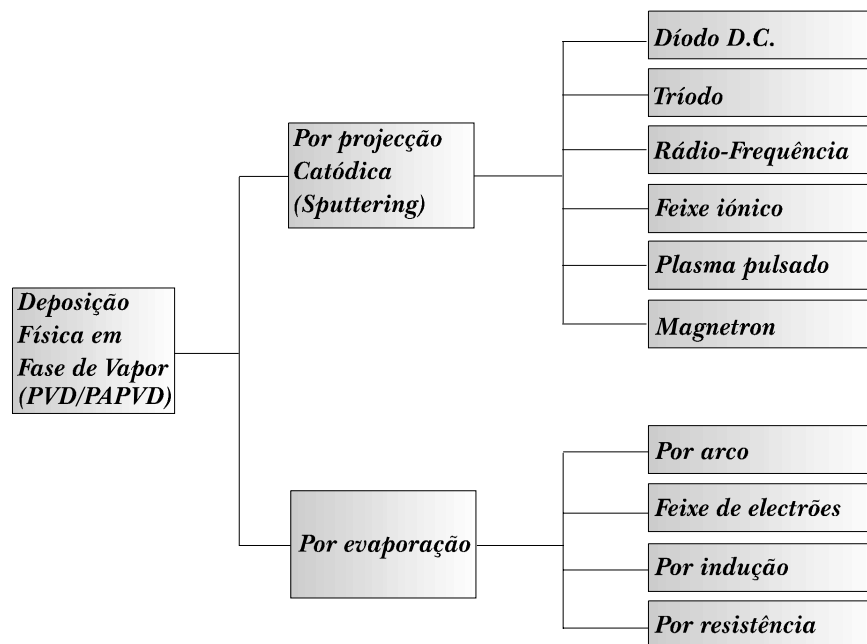 Deposição
Física em
Fase de Vapor
(PVD/PAPVD)
Por projecção
Catódica
(Sputtering)
Díodo D.C.
Tríodo
Rádio-Frequência
Feixe iónico
Plasma pulsado
Magnetron
Por evaporação
Por arco
Feixe de electrões
Por indução
Por resistência